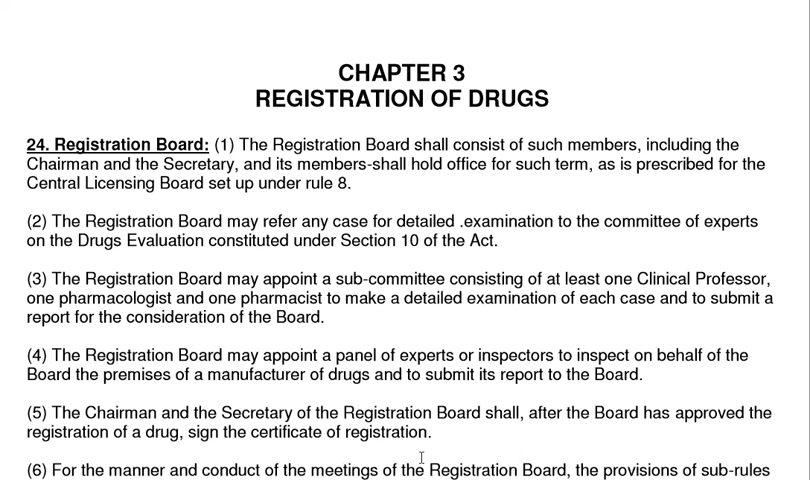 CHAPTER 3
REGISTRATION OF DRUGS
24. Registration Board: (1) The Registration Board shall consist of such members, including the
Chairman and the Secretary, and its members-shall hold office for such term, as is prescribed for the
Central Licensing Board set up under rule 8.
(2) The Registration Board may refer any case for detailed .examination to the committee of experts
on the Drugs Evaluation constituted under Section 10 of the Act.
(3) The Registration Board may appoint a sub-committee consisting of at least one Clinical Professor,
one pharmacologist and one pharmacist to make a detailed examination of each case and to submit a
report for the consideration of the Board.
(4) The Registration Board may appoint a panel of experts or inspectors to inspect on behalf of the
Board the premises of a manufacturer of drugs and to submit its report to the Board.
(5) The Chairman and the Secretary of the Registration Board shall, after the Board has approved the
registration of a drug, sign the certificate of registration.
(6) For the manner and conduct of the meetings of the Registration Board, the provisions of sub-rules